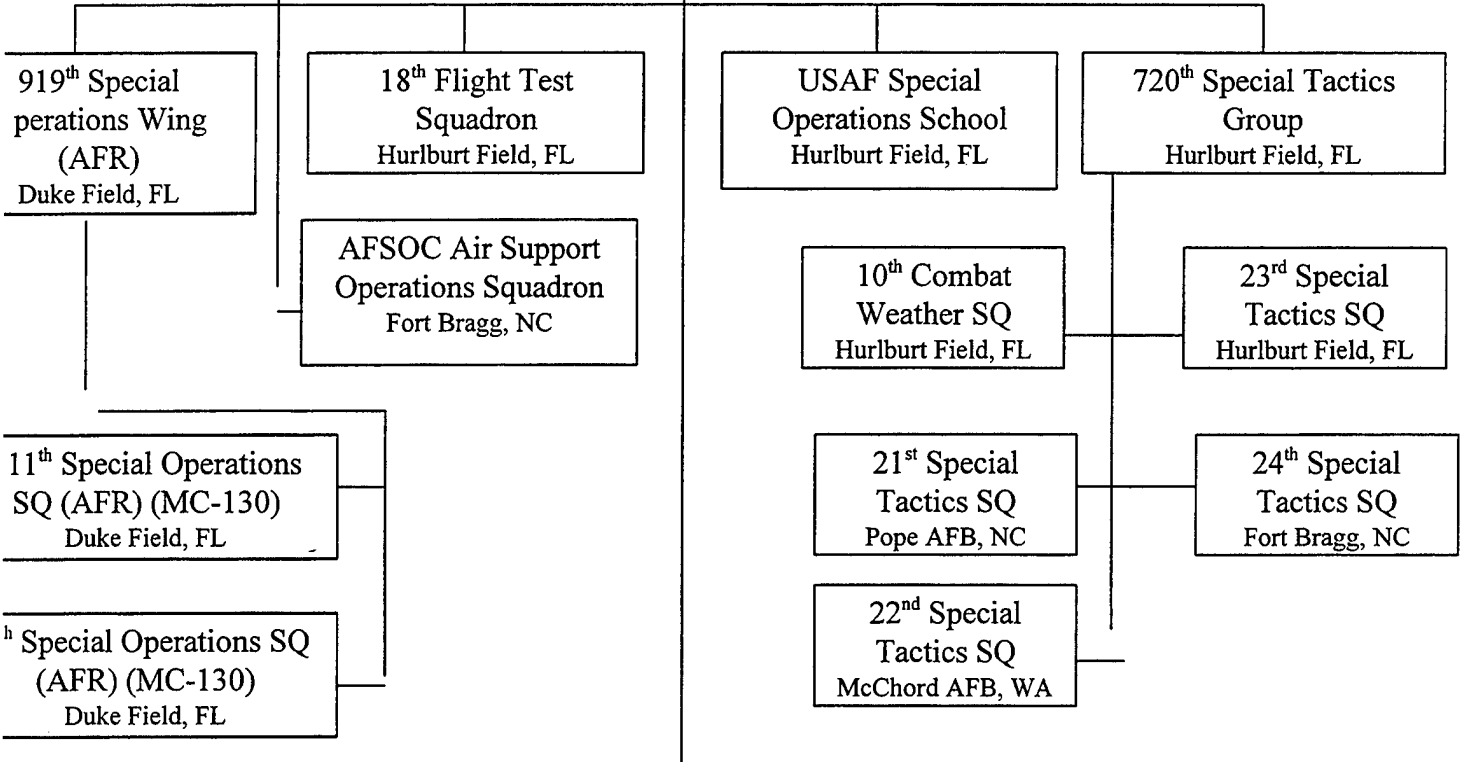 919th Special
perations Wing
(AFR)
Duke Field, FL
18th Flight Test
Squadron
Hurlburt Field, FL
USAF Special
Operations School
Hurlburt Field, FL
720th Special Tactics
Group
Hurlburt Field, FL
AFSOC Air Support
Operations Squadron
Fort Bragg, NC
10th Combat
Weather SQ
Hurlburt Field, FL
23rd Special
Tactics SQ
Hurlburt Field, FL
11th Special Operations
SQ (AFR) (MC-130)
Duke Field, FL
21st Special
Tactics SQ
Pope AFB, NC
24th Special
Tactics SQ
Fort Bragg, NC
h Special Operations SQ
(AFR) (MC-130)
Duke Field, FL
22nd Special
Tactics SQ
McChord AFB, WA